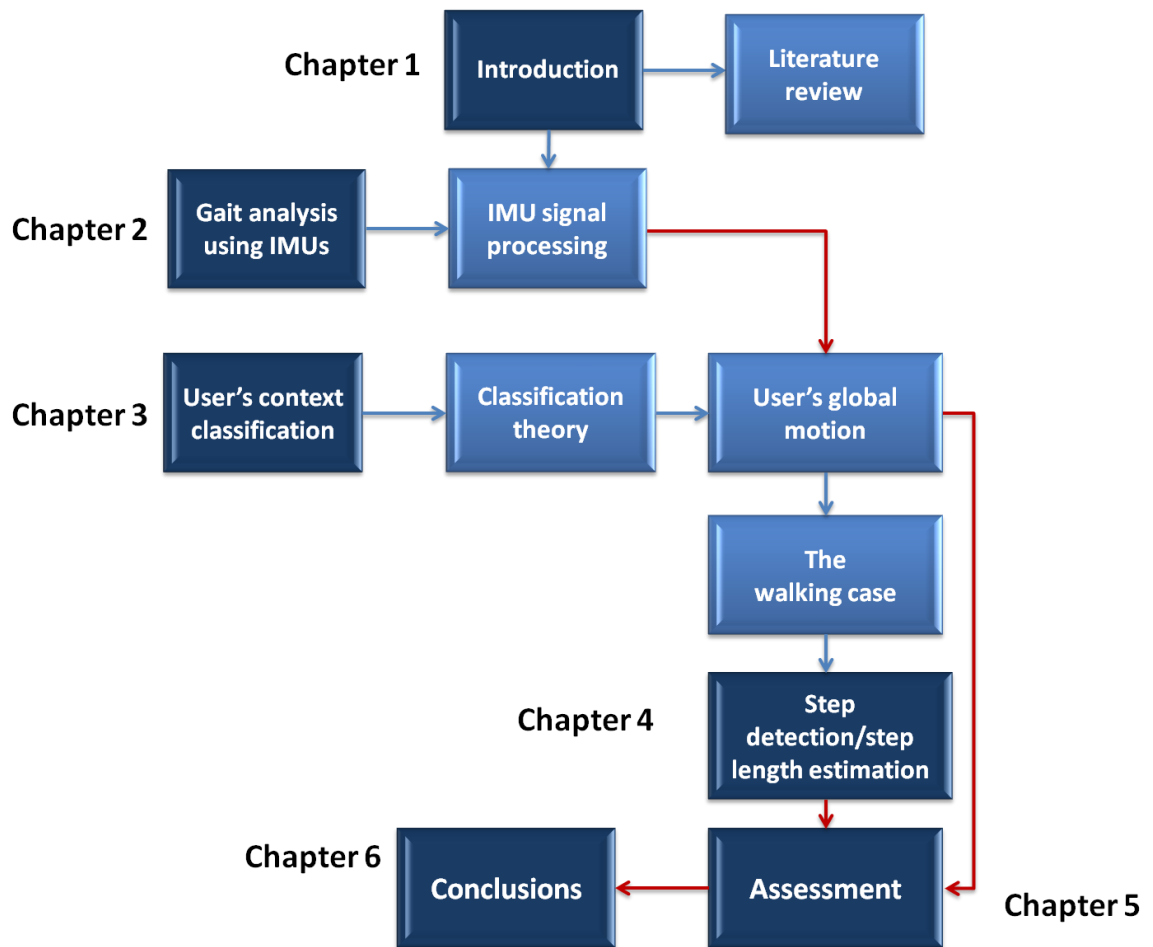 Chapter 1
Introduction
Literature
review
Chapter 2
Gait analysis
using IMUs
IMU signal
processing
Chapter 3
User’s context
classification
Classification
theory
User’s global
motion
The
walking case
Chapter 4
Step
detection/step
length estimation
Chapter 6
Conclusions
Assessment
Chapter 5